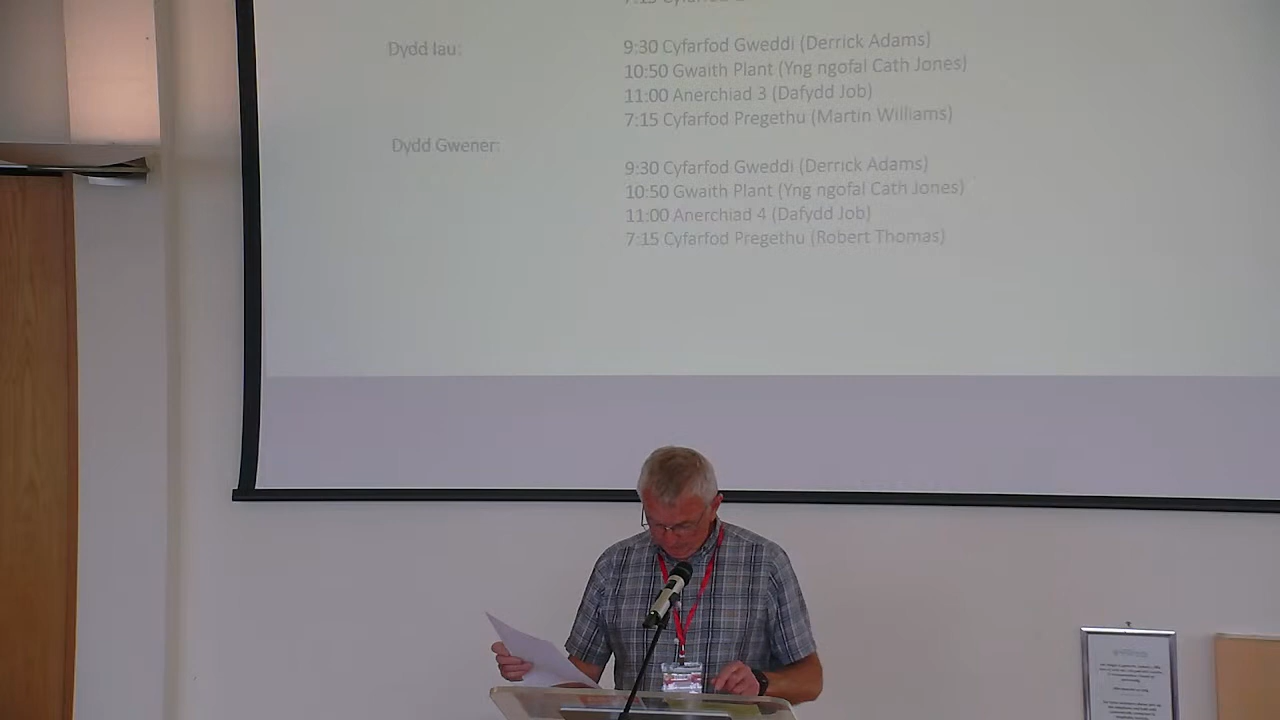 Dydd Iau:
9:30 Cyfarfod Gweddi (Derrick Adams)
10:50 Gwaith Plant (Yng ngofal Cath Jones)
11:00 Anerchiad 3 (Dafydd Job)
7:15 Cyfarfod Pregethu (Martin Williams)
Dydd Gwener:
9:30 Cyfarfod Gweddi (Derrick Adams)
10:50 Gwaith Plant (Yng ngofal Cath Jones)
11:00 Anerchiad 4 (Dafydd Job)
7:15 Cyfarfod Pregethu (Robert Thomas)